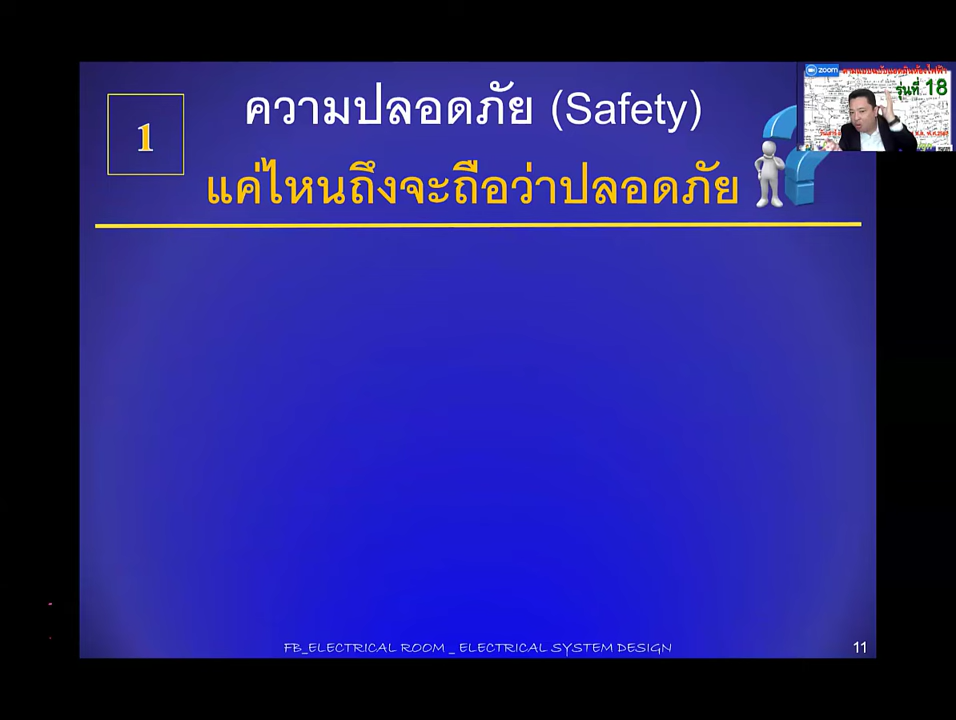 1
ความปลอดภัย (Safety)
แค่ไหนถึงจะถือว่าปลอดภัย
zoom
รุ่นที่ 18
FB_ELECTRICAL ROOM _ ELECTRICAL SYSTEM DESIGN
11